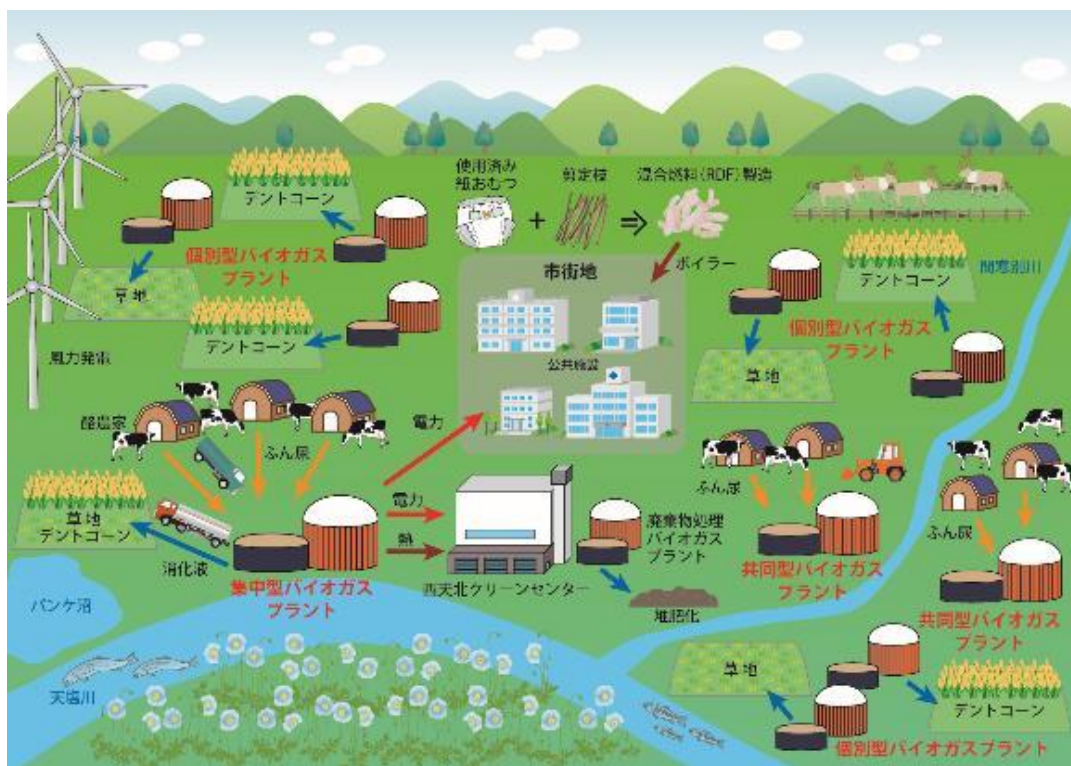 使用済み
紙おむつ
剪定枝
混合燃料(RDF)製造
デントコーン
個別型バイオガス
プラント
草地
デントコーン
風力発電
市街地
ボイラー
公共施設
デントコーン
問寒別川
個別型バイオガス
プラント
草地
酪農家
ふん尿
電力
草地
デントコーン
消化液
集中型バイオガス
プラント
電力
熱
西天北クリーンセンター
廃棄物処理
バイオガス
プラント
堆肥化
ふん尿
共同型バイオガス
プラント
ふん尿
共同型バイオガス
プラント
パンケ沼
天塩川
草地
デントコーン
個別型バイオガスプラント